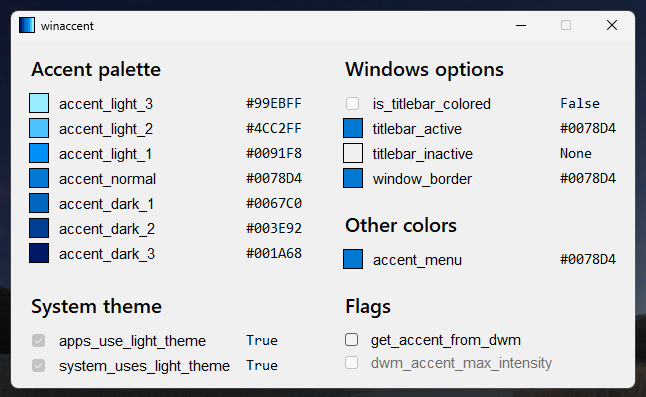 winaccent
Accent palette
accent_light_3 #99EBFF
accent_light_2 #4CC2FF
accent_light_1 #0091F8
accent_normal #0078D4
accent_dark_1 #0067C0
accent_dark_2 #003E92
accent_dark_3 #001A68
System theme
apps_use_light_theme True
system_uses_light_theme True
Windows options
is_titlebar_colored False
titlebar_active #0078D4
titlebar_inactive None
window_border #0078D4
Other colors
accent_menu #0078D4
Flags
get_accent_from_dwm
dwm_accent_max_intensity